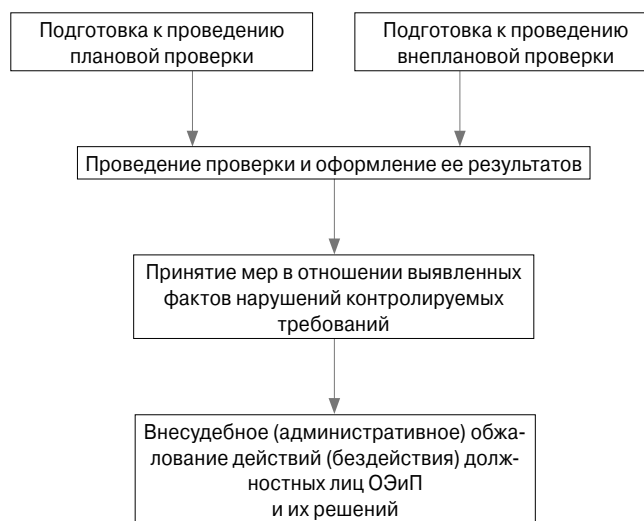 Подготовка к проведению
плановой проверки
Подготовка к проведению
внеплановой проверки
Проведение проверки и оформление ее результатов
Принятие мер в отношении выявленных
фактов нарушений контролируемых
требований
Внесудебное (административное) обжа-
лование действий (бездействия) долж-
ностных лиц ОЭиП
и их решений